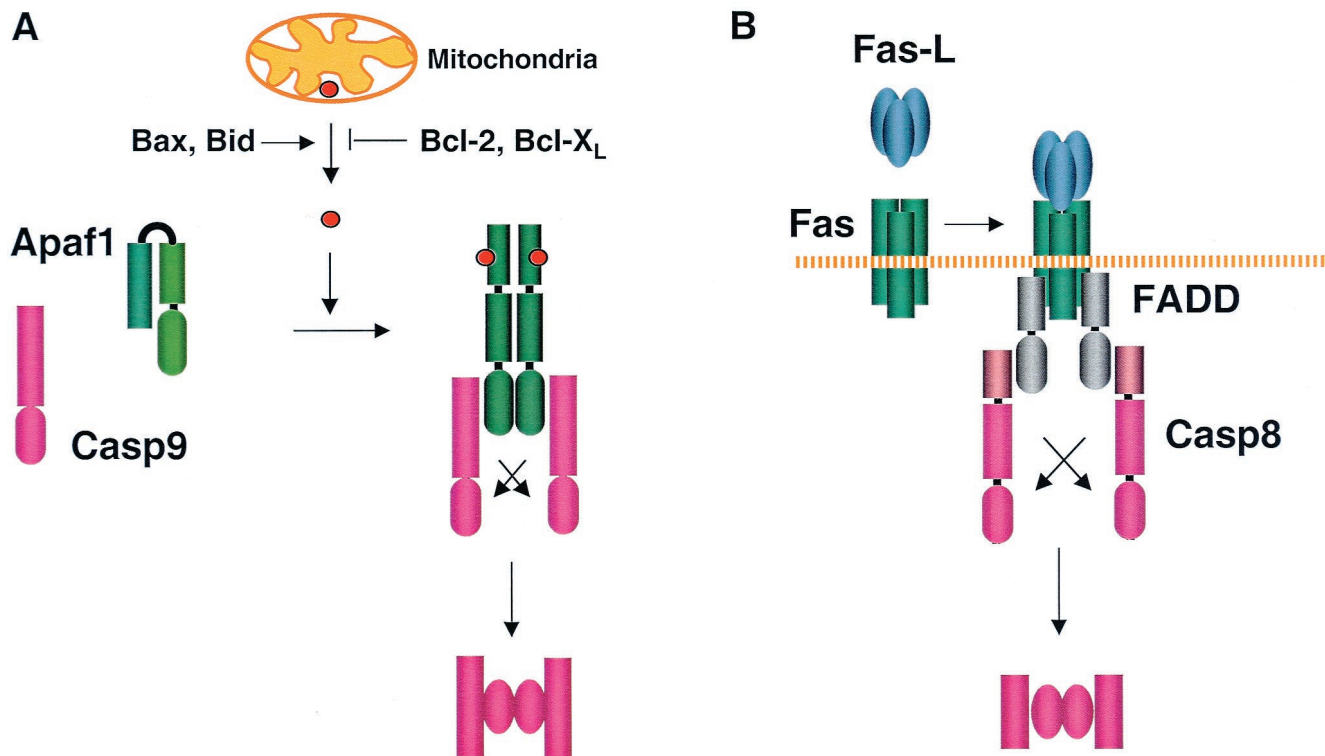 A
Mitochondria
Bax, Bid
Bcl-2, Bcl-XL
Apaf1
Casp9
B
Fas-L
Fas
FADD
Casp8